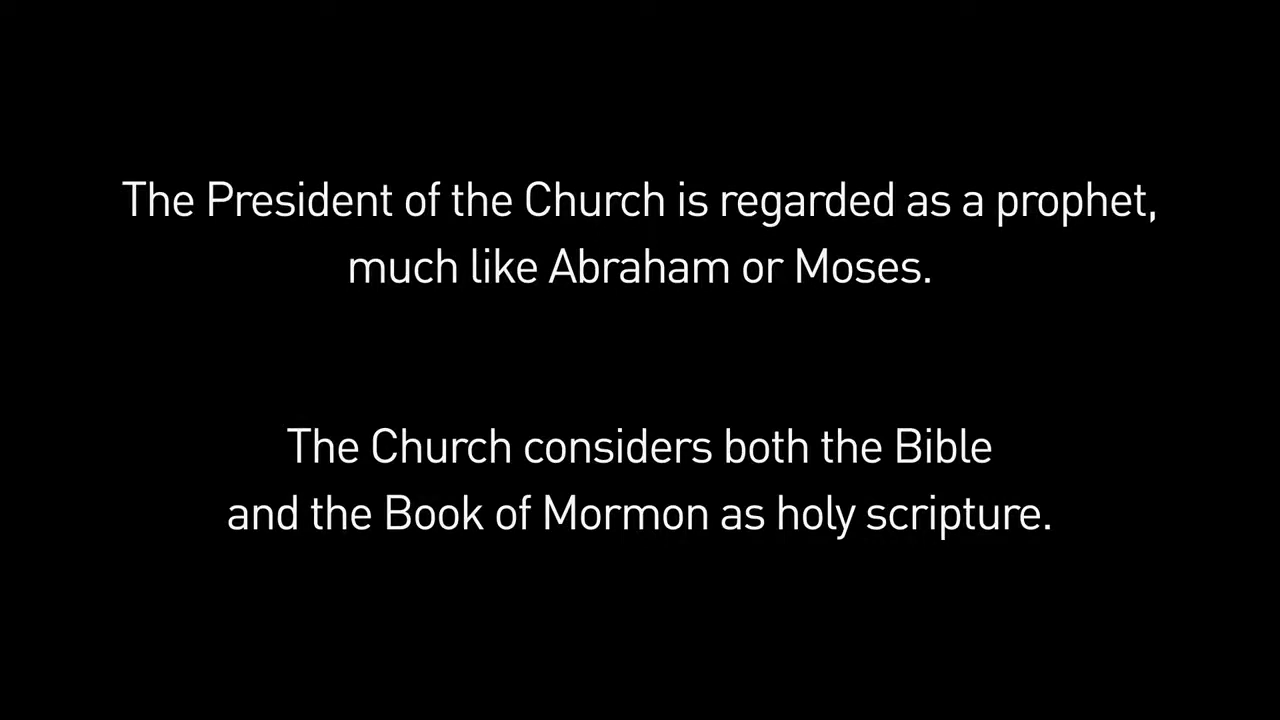 The President of the Church is regarded as a prophet,
much like Abraham or Moses.
The Church considers both the Bible
and the Book of Mormon as holy scripture.